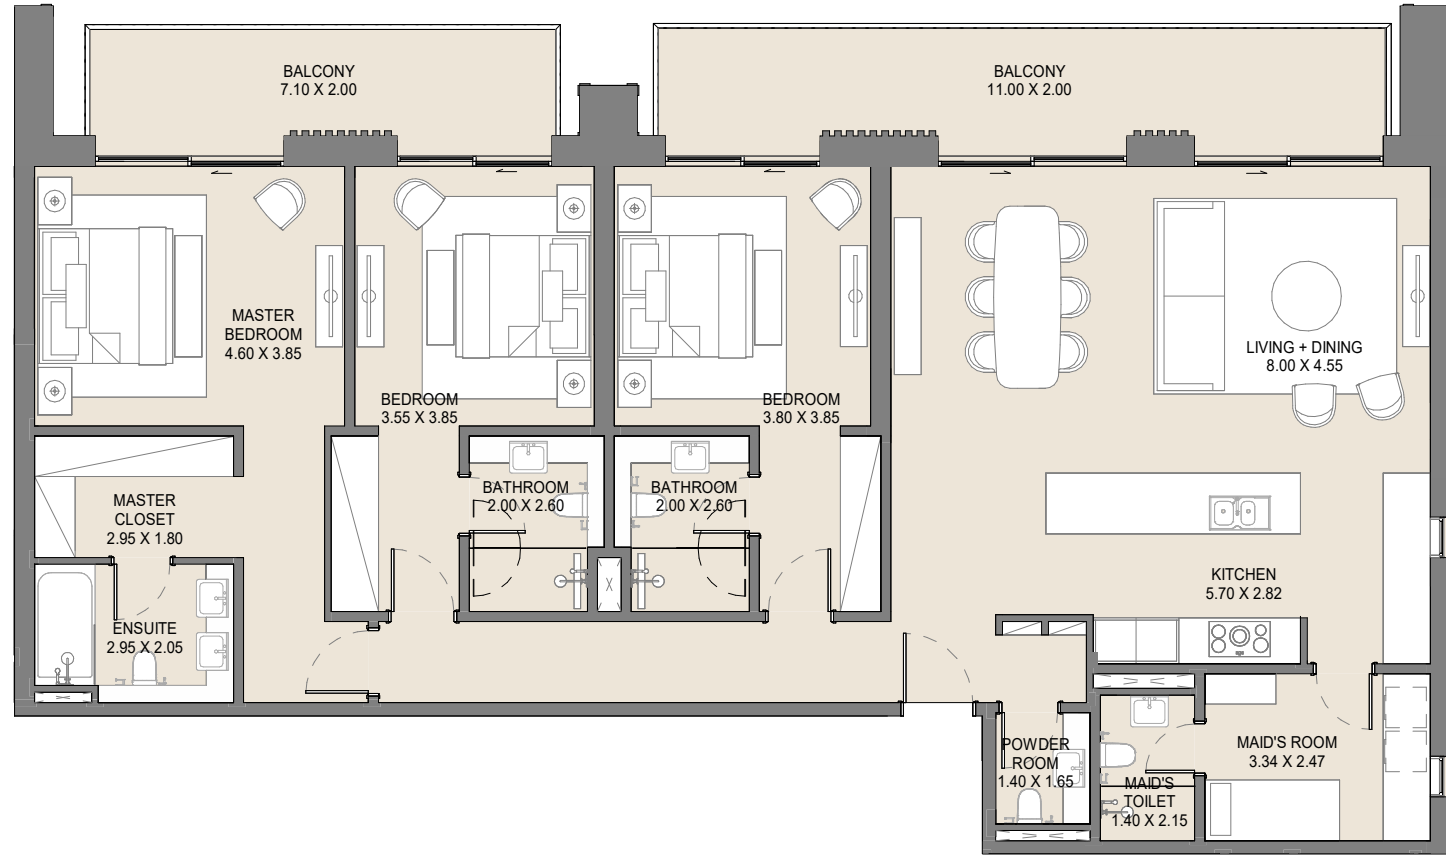 BALCONY
7.10 X 2.00
BALCONY
11.00 X 2.00
MASTER
BEDROOM
4.60 X 3.85
BEDROOM
3.55 X 3.85
BEDROOM
3.80 X 3.85
LIVING + DINING
8.00 X 4.55
MASTER
CLOSET
2.95 X 1.80
BATHROOM
2.00 X 2.60
BATHROOM
2.00 X 2.60
KITCHEN
5.70 X 2.82
ENSUITE
2.95 X 2.05
POWDER
ROOM
1.40 X 1.65
MAID'S
TOILET
1.40 X 2.15
MAID'S ROOM
3.34 X 2.47